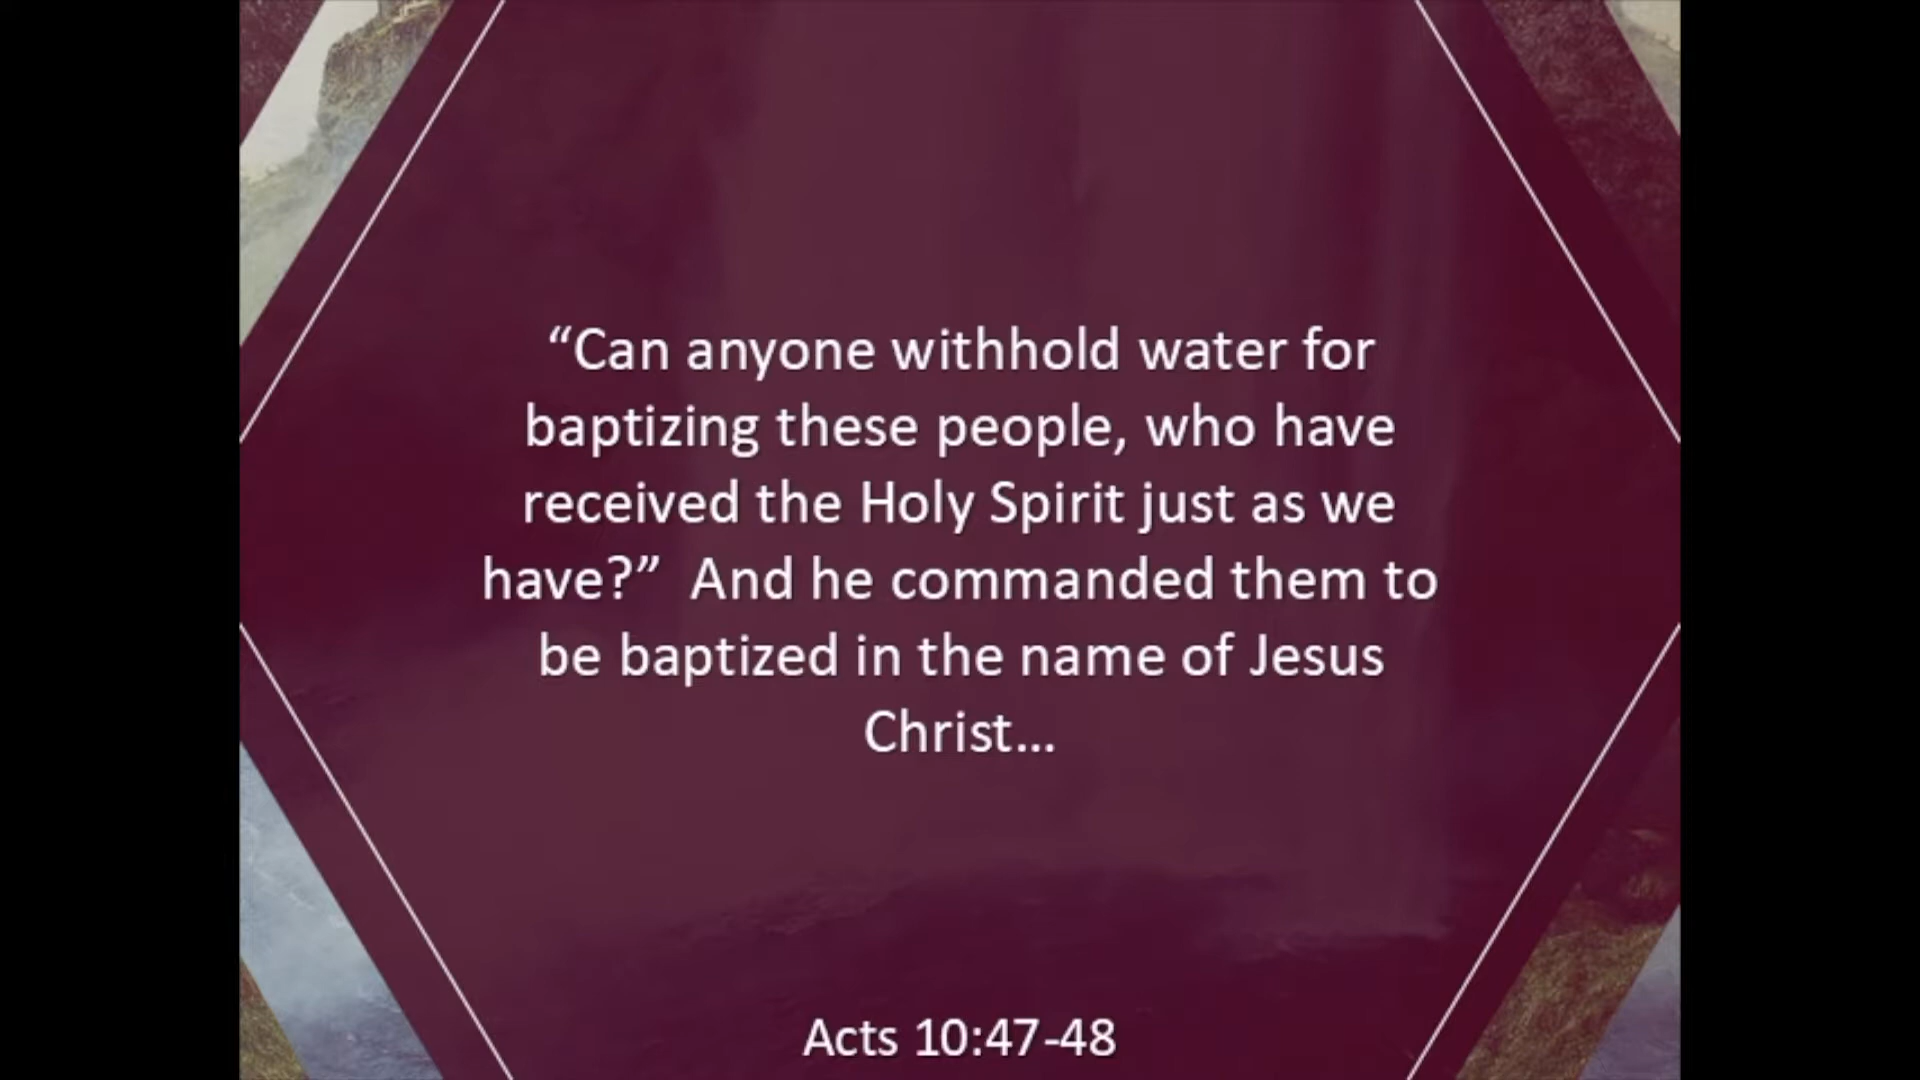 “Can anyone withhold water for
baptizing these people, who have
received the Holy Spirit just as we
have?”  And he commanded them to
be baptized in the name of Jesus
Christ…
Acts 10:47-48